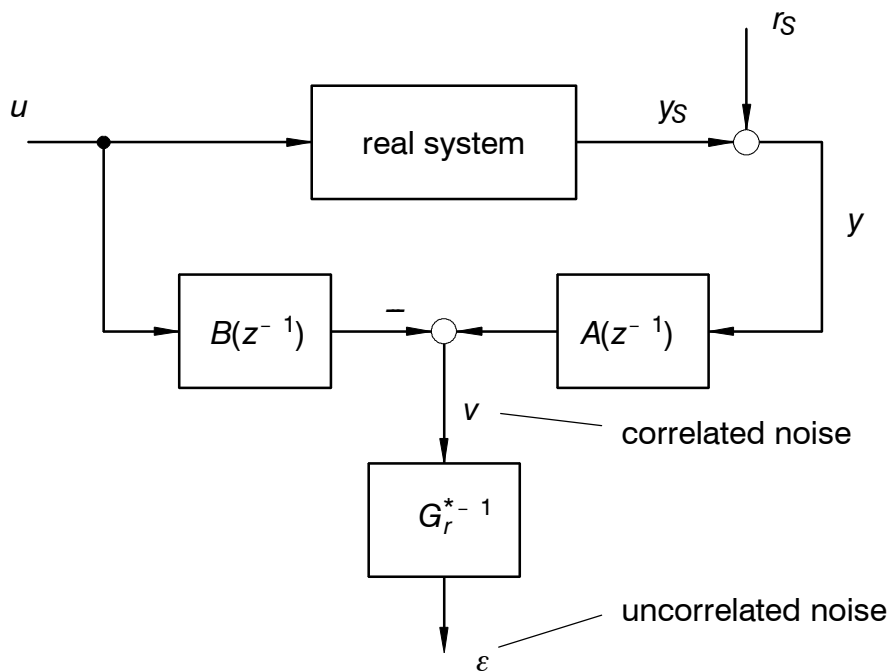 r_S
u
real system
y_S
y
B(z^{- 1})
–
A(z^{- 1})
v
correlated noise
G_r^{* - 1}
uncorrelated noise
ε